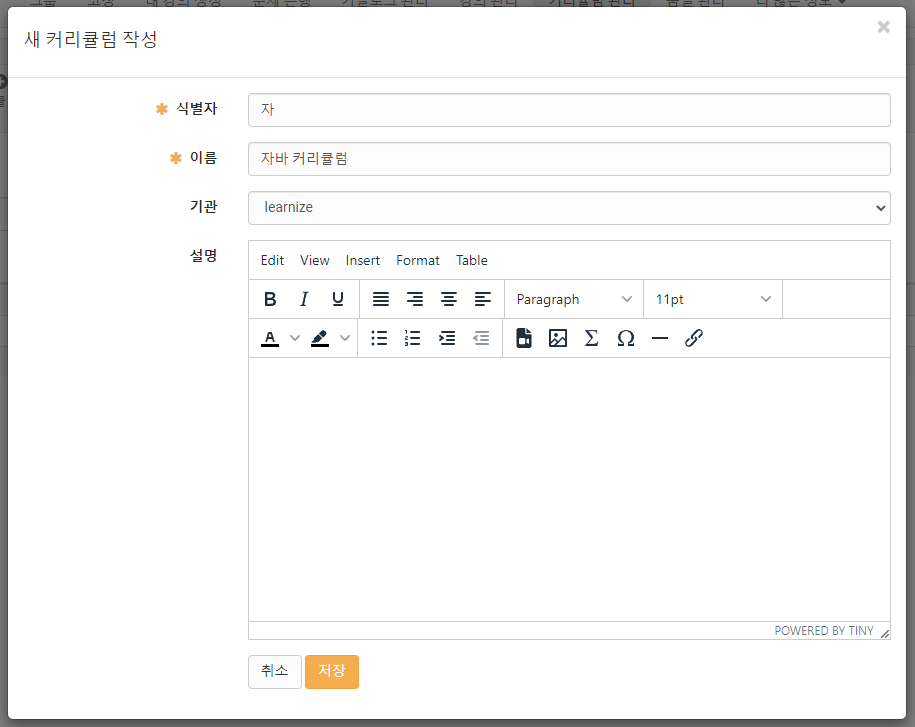 새 커리큘럼 작성
✱ 식별자 자
✱ 이름 자바 커리큘럼
기관 learnize
설명
Edit View Insert Format Table
B I U Paragraph 11pt
A Σ Ω
POWERED BY TINY
취소 저장